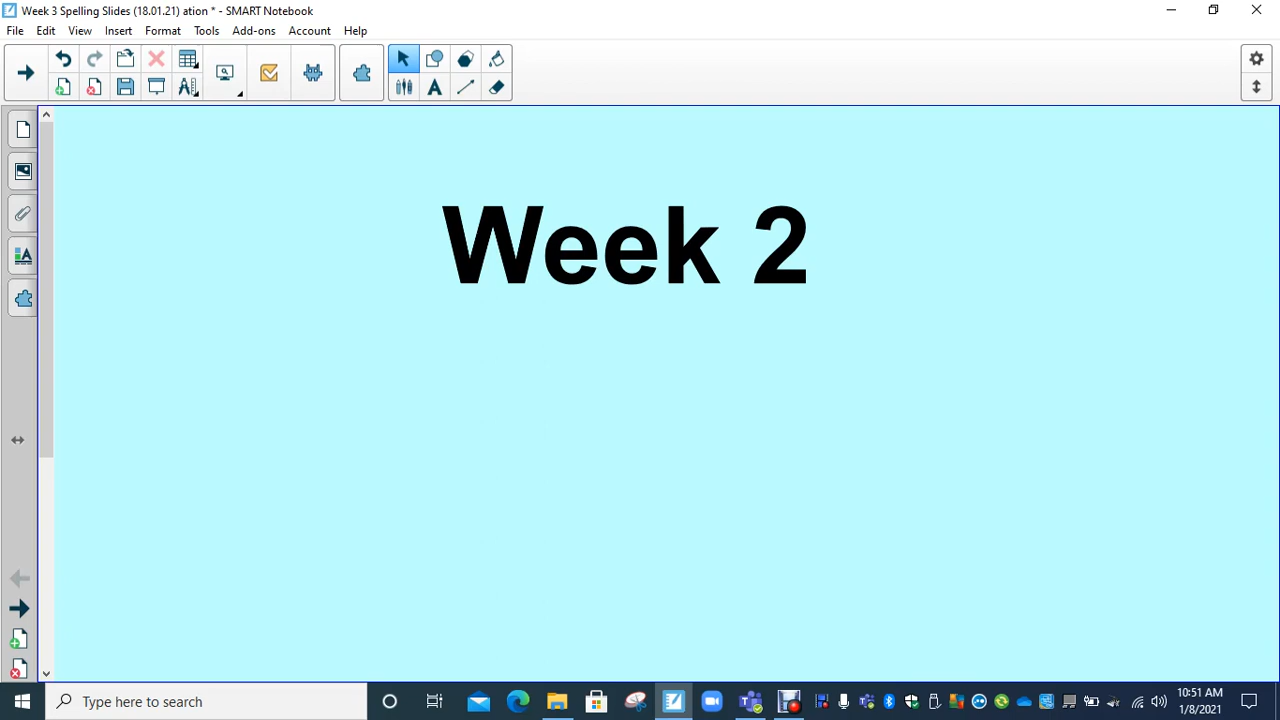 Week 3 Spelling Slides (18.01.21) ation * - SMART Notebook
File Edit View Insert Format Tools Add-ons Account Help
Week 2
Type here to search
10:51 AM
1/8/2021